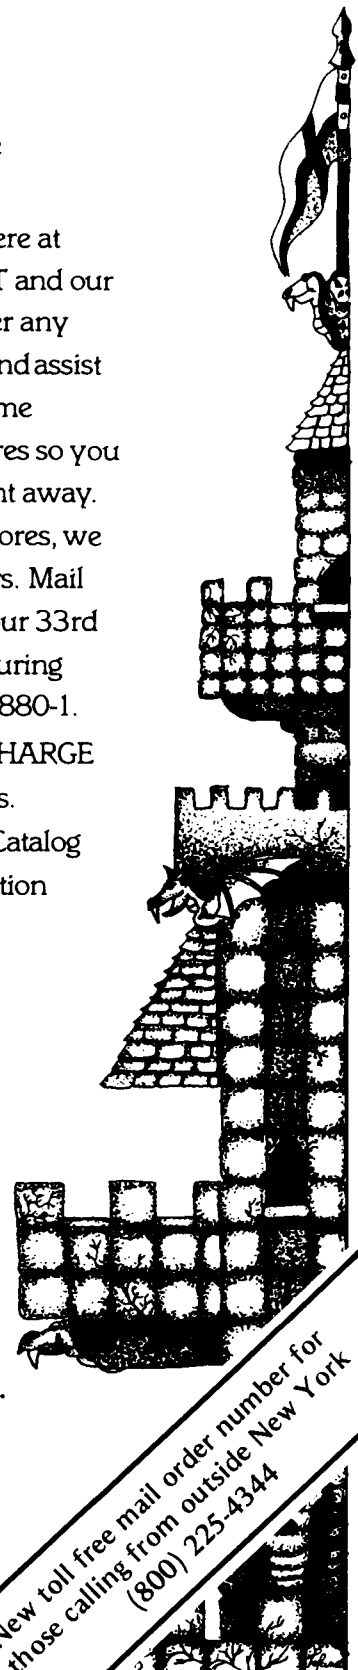 ere at
T and our
er any
nd assist
me
res so you
ht away.
ores, we
rs. Mail
ur 33rd
uring
880-1.
HARGE
s.
Catalog
tion
New toll free mail order number for
those calling from outside New York
(800) 225-4344